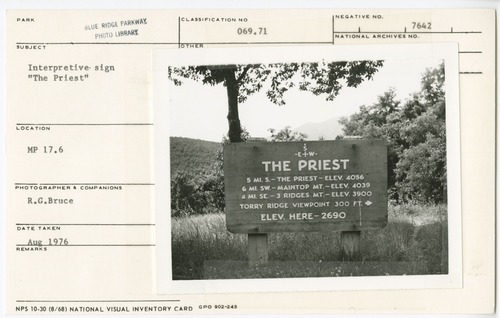 PARK
BLUE RIDGE PARKWAY
PHOTO LIBRARY
CLASSIFICATION NO
069.71
NEGATIVE NO.
7642
NATIONAL ARCHIVES NO.
SUBJECT
OTHER
Interpretive sign
"The Priest"
LOCATION
MP 17.6
PHOTOGRAPHER & COMPANIONS
R.G.Bruce
DATE TAKEN
Aug 1976
REMARKS
S
-E W-
THE PRIEST
5 MI. S.-THE PRIEST-ELEV. 4056
6 MI. SW.-MAINTOP MT.-ELEV. 4039
4 MI. SE.-3 RIDGES MT.-ELEV. 3900
TORRY RIDGE VIEWPOINT 300 FT.
ELEV. HERE-2690
NPS 10-30 (8/68) NATIONAL VISUAL INVENTORY CARD GPO 902-243